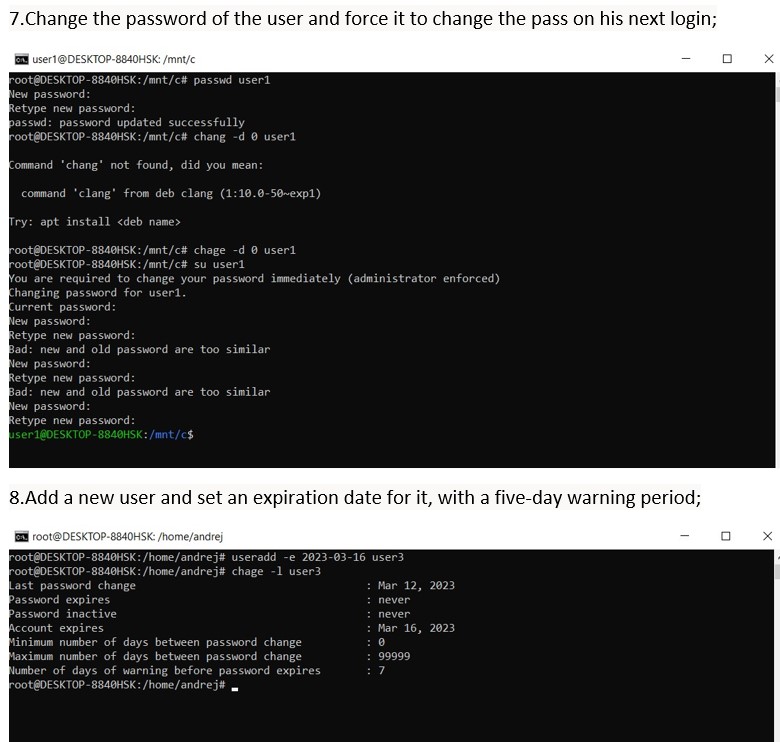 7.Change the password of the user and force it to change the pass on his next login;
user1@DESKTOP-8840HSK: /mnt/c
root@DESKTOP-8840HSK:/mnt/c# passwd user1
New password:
Retype new password:
passwd: password updated successfully
root@DESKTOP-8840HSK:/mnt/c# chang -d 0 user1
Command 'chang' not found, did you mean:
command 'clang' from deb clang (1:10.0-50~exp1)
Try: apt install <deb name>
root@DESKTOP-8840HSK:/mnt/c# chage -d 0 user1
root@DESKTOP-8840HSK:/mnt/c# su user1
You are required to change your password immediately (administrator enforced)
Changing password for user1.
Current password:
New password:
Retype new password:
Bad: new and old password are too similar
New password:
Retype new password:
Bad: new and old password are too similar
New password:
Retype new password:
user1@DESKTOP-8840HSK:/mnt/c$
8.Add a new user and set an expiration date for it, with a five-day warning period;
root@DESKTOP-8840HSK: /home/andrej
root@DESKTOP-8840HSK:/home/andrej# useradd -e 2023-03-16 user3
root@DESKTOP-8840HSK:/home/andrej# chage -l user3
Last password change : Mar 12, 2023
Password expires : never
Password inactive : never
Account expires : Mar 16, 2023
Minimum number of days between password change : 0
Maximum number of days between password change : 99999
Number of days of warning before password expires : 7
root@DESKTOP-8840HSK:/home/andrej#